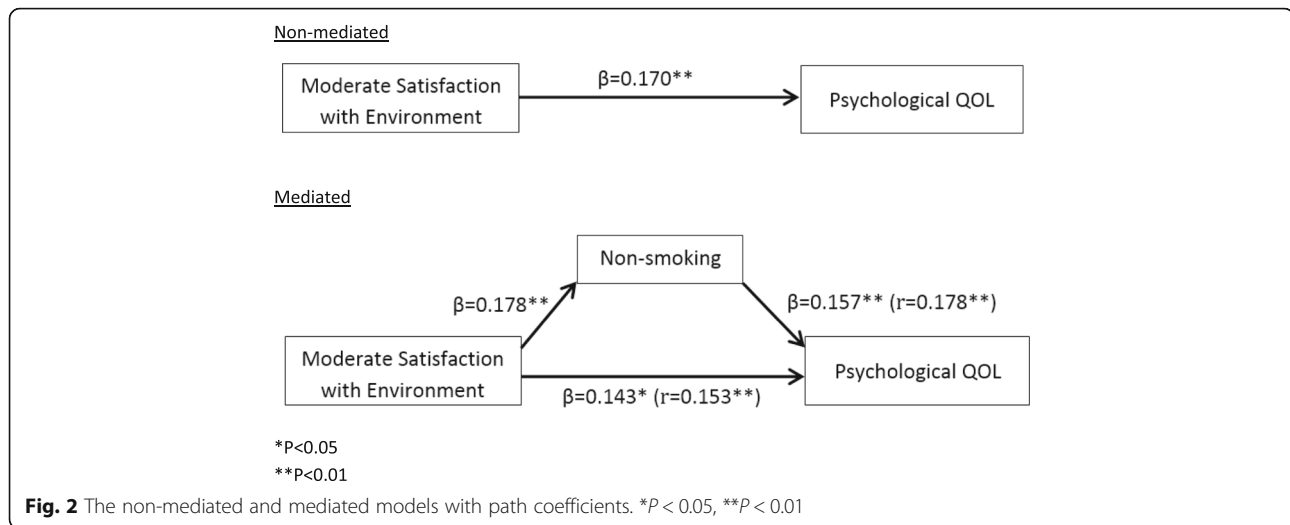 Non-mediated
Moderate Satisfaction
with Environment
β=0.170**
Psychological QOL
Mediated
Non-smoking
β=0.178**
β=0.157** (r=0.178**)
Moderate Satisfaction
with Environment
Psychological QOL
β=0.143* (r=0.153**)
*P<0.05
**P<0.01
Fig. 2 The non-mediated and mediated models with path coefficients. *P < 0.05, **P < 0.01